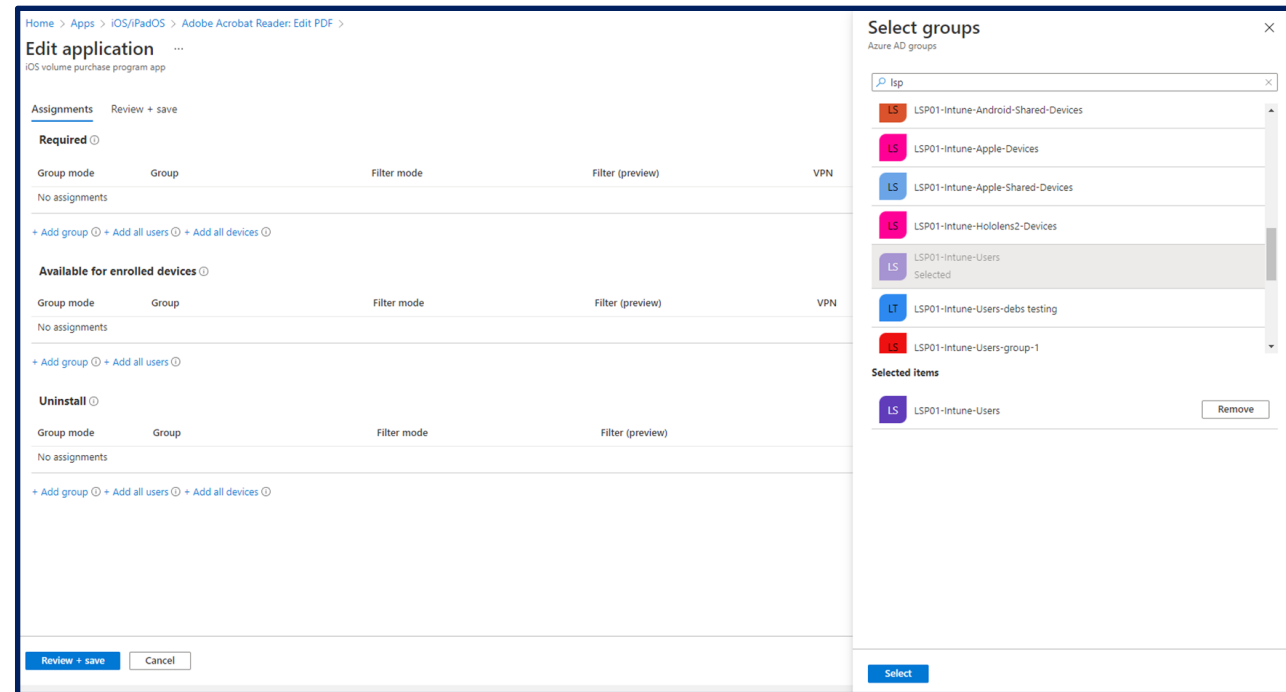 Home > Apps > iOS/iPadOS > Adobe Acrobat Reader: Edit PDF >
Edit application ...
iOS volume purchase program app
Assignments Review + save
Required
Group mode Group Filter mode Filter (preview) VPN
No assignments
+ Add group + Add all users + Add all devices
Available for enrolled devices
Group mode Group Filter mode Filter (preview) VPN
No assignments
+ Add group + Add all users
Uninstall
Group mode Group Filter mode Filter (preview)
No assignments
+ Add group + Add all users + Add all devices
Review + save Cancel
Select groups
Azure AD groups
lsp
LS LSP01-Intune-Android-Shared-Devices
LS LSP01-Intune-Apple-Devices
LS LSP01-Intune-Apple-Shared-Devices
LS LSP01-Intune-Hololens2-Devices
LS LSP01-Intune-Users
Selected
LT LSP01-Intune-Users-debs testing
LS LSP01-Intune-Users-group-1
Selected items
LS LSP01-Intune-Users Remove
Select